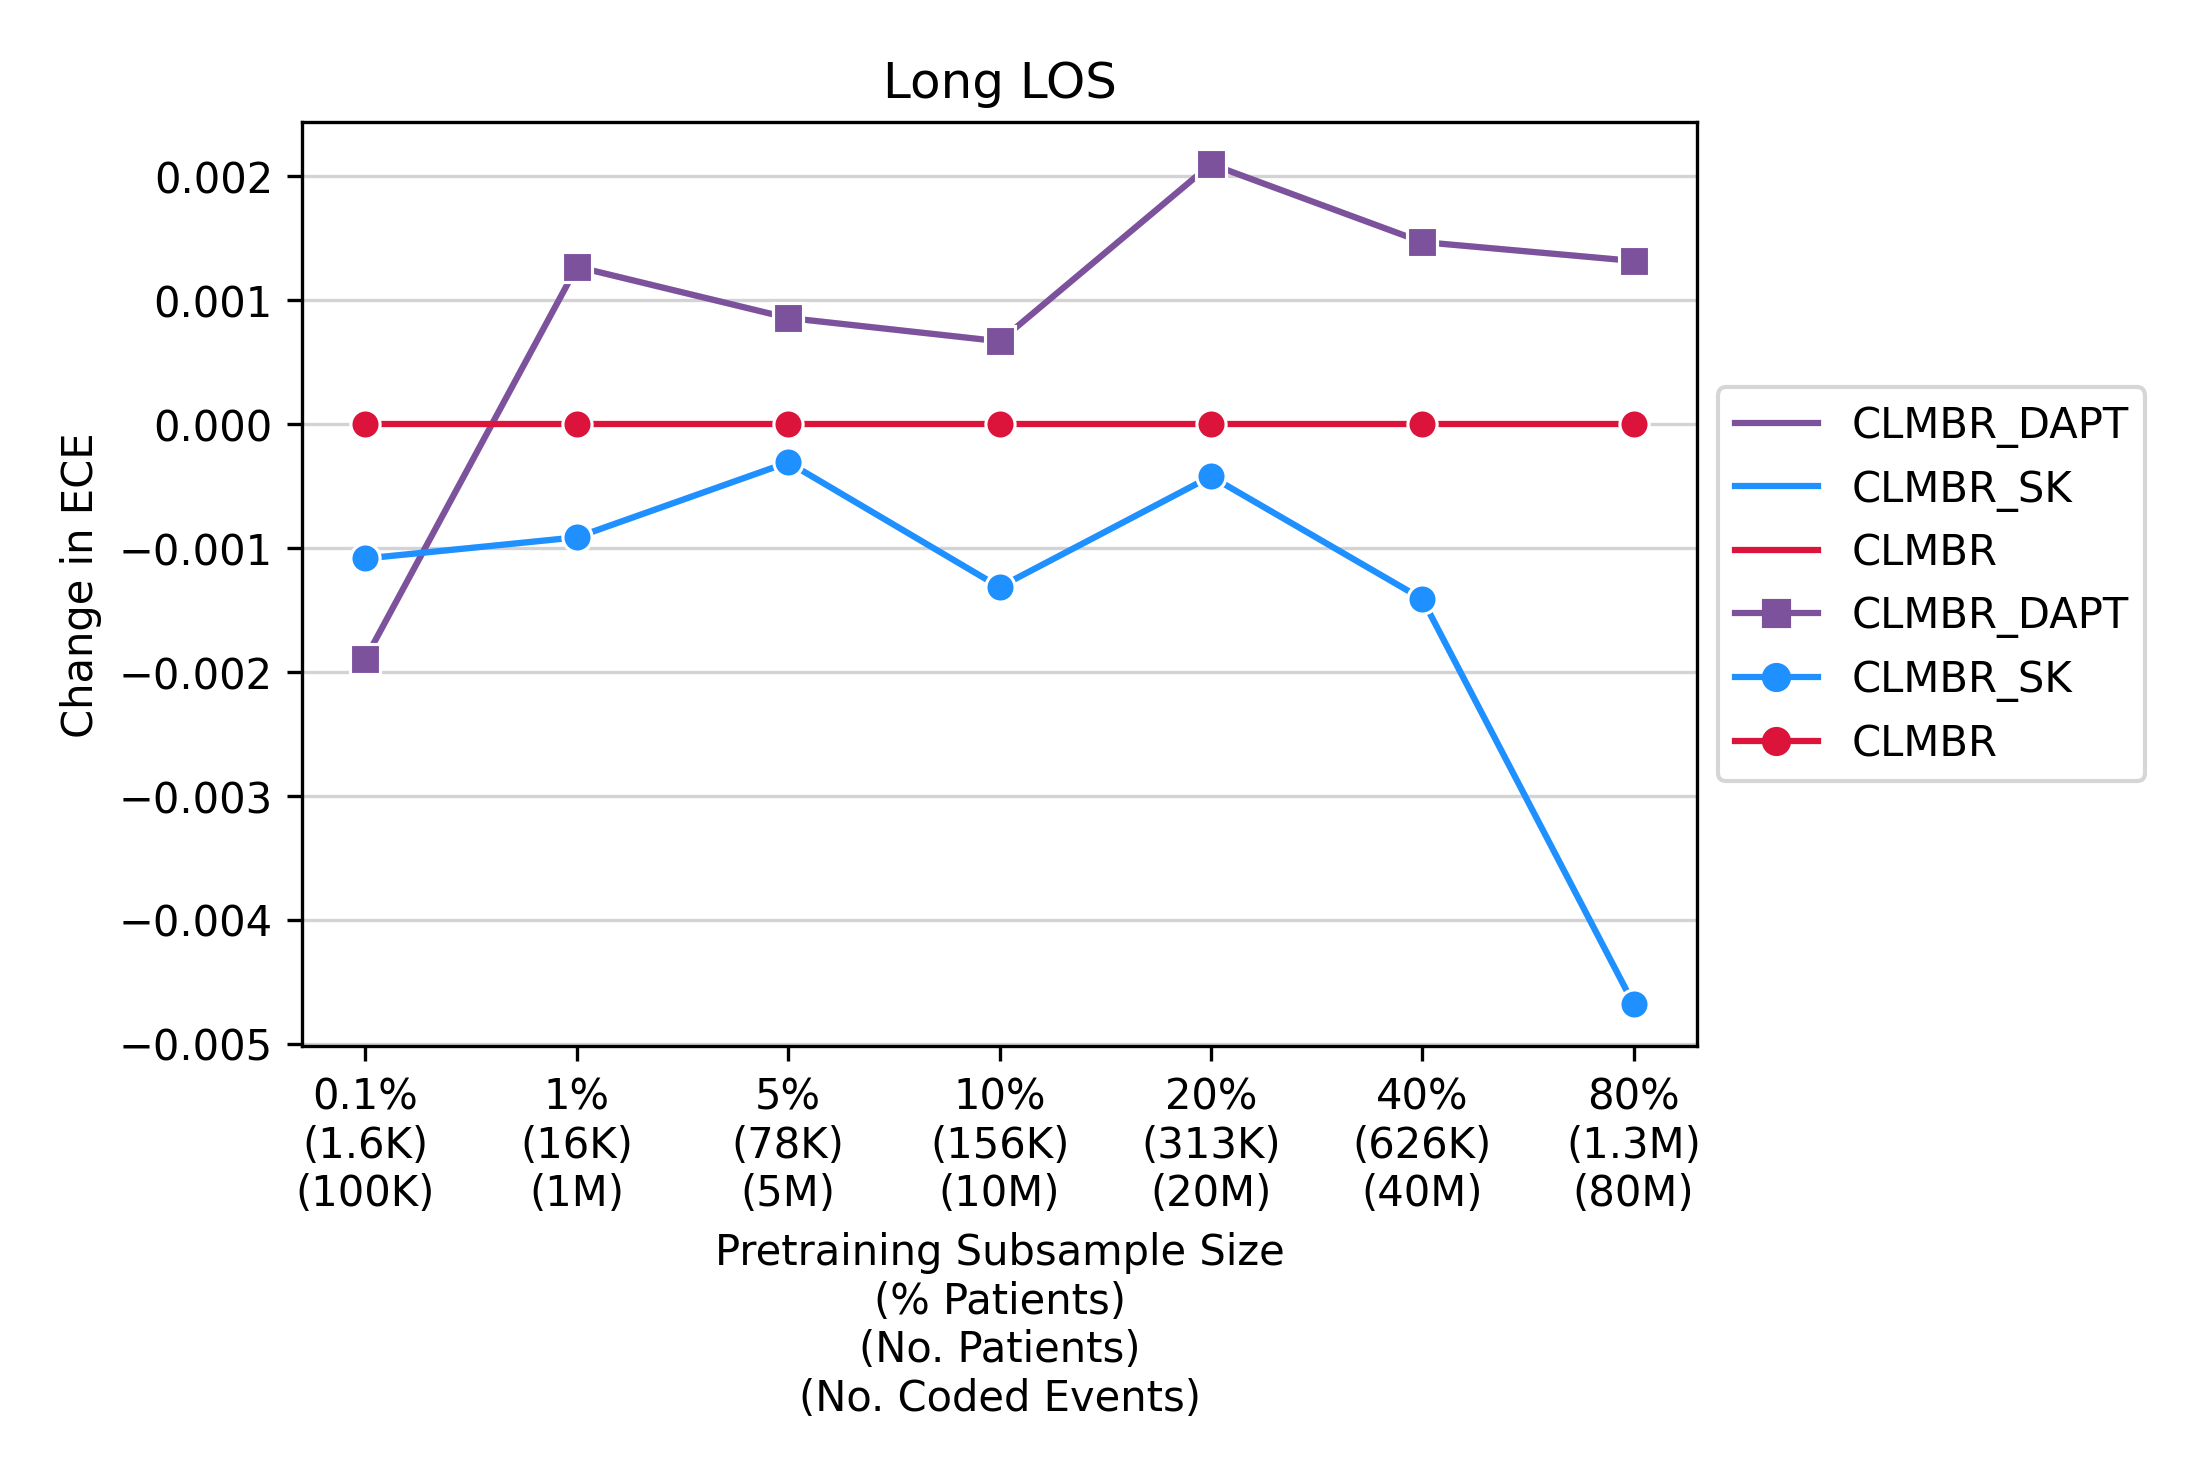 Long LOS
Change in ECE
0.002
0.001
0.000
−0.001
−0.002
−0.003
−0.004
−0.005
0.1% 1% 5% 10% 20% 40% 80%
(1.6K) (16K) (78K) (156K) (313K) (626K) (1.3M)
(100K) (1M) (5M) (10M) (20M) (40M) (80M)
Pretraining Subsample Size
(% Patients)
(No. Patients)
(No. Coded Events)
CLMBR_DAPT
CLMBR_SK
CLMBR
CLMBR_DAPT
CLMBR_SK
CLMBR